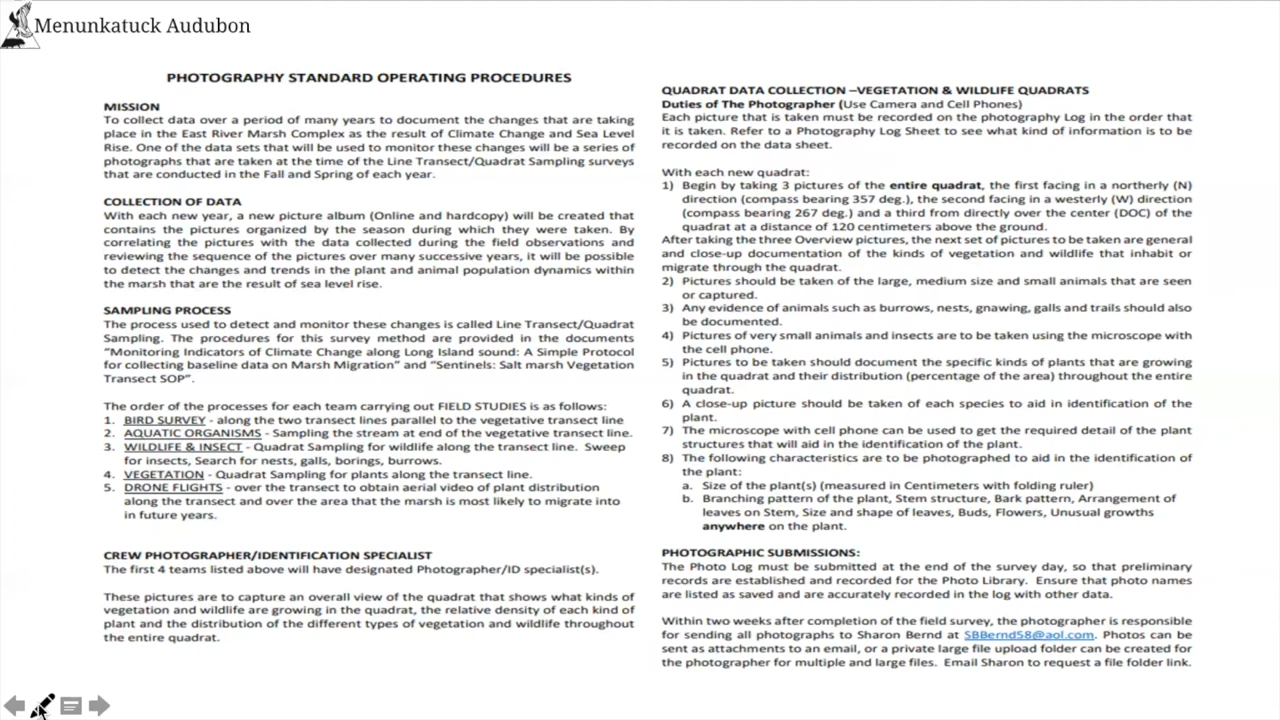 Menunkatuck Audubon
PHOTOGRAPHY STANDARD OPERATING PROCEDURES
MISSION
To collect data over a period of many years to document the changes that are taking
place in the East River Marsh Complex as the result of Climate Change and Sea Level
Rise. One of the data sets that will be used to monitor these changes will be a series of
photographs that are taken at the time of the Line Transect/Quadrat Sampling surveys
that are conducted in the Fall and Spring of each year.
COLLECTION OF DATA
With each new year, a new picture album (Online and hardcopy) will be created that
contains the pictures organized by the season during which they were taken. By
correlating the pictures with the data collected during the field observations and
reviewing the sequence of the pictures over many successive years, it will be possible
to detect the changes and trends in the plant and animal population dynamics within
the marsh that are the result of sea level rise.
SAMPLING PROCESS
The process used to detect and monitor these changes is called Line Transect/Quadrat
Sampling. The procedures for this survey method are provided in the documents
“Monitoring Indicators of Climate Change along Long Island sound: A Simple Protocol
for collecting baseline data on Marsh Migration” and “Sentinels: Salt marsh Vegetation
Transect SOP”.
The order of the processes for each team carrying out FIELD STUDIES is as follows:
1. BIRD SURVEY - along the two transect lines parallel to the vegetative transect line
2. AQUATIC ORGANISMS - Sampling the stream at end of the vegetative transect line.
3. WILDLIFE & INSECT - Quadrat Sampling for wildlife along the transect line. Sweep
for insects, Search for nests, galls, borings, burrows.
4. VEGETATION - Quadrat Sampling for plants along the transect line.
5. DRONE FLIGHTS - over the transect to obtain aerial video of plant distribution
along the transect and over the area that the marsh is most likely to migrate into
in future years.
CREW PHOTOGRAPHER/IDENTIFICATION SPECIALIST
The first 4 teams listed above will have designated Photographer/ID specialist(s).
These pictures are to capture an overall view of the quadrat that shows what kinds of
vegetation and wildlife are growing in the quadrat, the relative density of each kind of
plant and the distribution of the different types of vegetation and wildlife throughout
the entire quadrat.
QUADRAT DATA COLLECTION –VEGETATION & WILDLIFE QUADRATS
Duties of The Photographer (Use Camera and Cell Phones)
Each picture that is taken must be recorded on the photography Log in the order that
it is taken. Refer to a Photography Log Sheet to see what kind of information is to be
recorded on the data sheet.
With each new quadrat:
1) Begin by taking 3 pictures of the entire quadrat, the first facing in a northerly (N)
direction (compass bearing 357 deg.), the second facing in a westerly (W) direction
(compass bearing 267 deg.) and a third from directly over the center (DOC) of the
quadrat at a distance of 120 centimeters above the ground.
After taking the three Overview pictures, the next set of pictures to be taken are general
and close-up documentation of the kinds of vegetation and wildlife that inhabit or
migrate through the quadrat.
2) Pictures should be taken of the large, medium size and small animals that are seen
or captured.
3) Any evidence of animals such as burrows, nests, gnawing, galls and trails should also
be documented.
4) Pictures of very small animals and insects are to be taken using the microscope with
the cell phone.
5) Pictures to be taken should document the specific kinds of plants that are growing
in the quadrat and their distribution (percentage of the area) throughout the entire
quadrat.
6) A close-up picture should be taken of each species to aid in identification of the
plant.
7) The microscope with cell phone can be used to get the required detail of the plant
structures that will aid in the identification of the plant.
8) The following characteristics are to be photographed to aid in the identification of
the plant:
a. Size of the plant(s) (measured in Centimeters with folding ruler)
b. Branching pattern of the plant, Stem structure, Bark pattern, Arrangement of
leaves on Stem, Size and shape of leaves, Buds, Flowers, Unusual growths
anywhere on the plant.
PHOTOGRAPHIC SUBMISSIONS:
The Photo Log must be submitted at the end of the survey day, so that preliminary
records are established and recorded for the Photo Library. Ensure that photo names
are listed as saved and are accurately recorded in the log with other data.
Within two weeks after completion of the field survey, the photographer is responsible
for sending all photographs to Sharon Bernd at SBBernd58@aol.com. Photos can be
sent as attachments to an email, or a private large file upload folder can be created for
the photographer for multiple and large files. Email Sharon to request a file folder link.